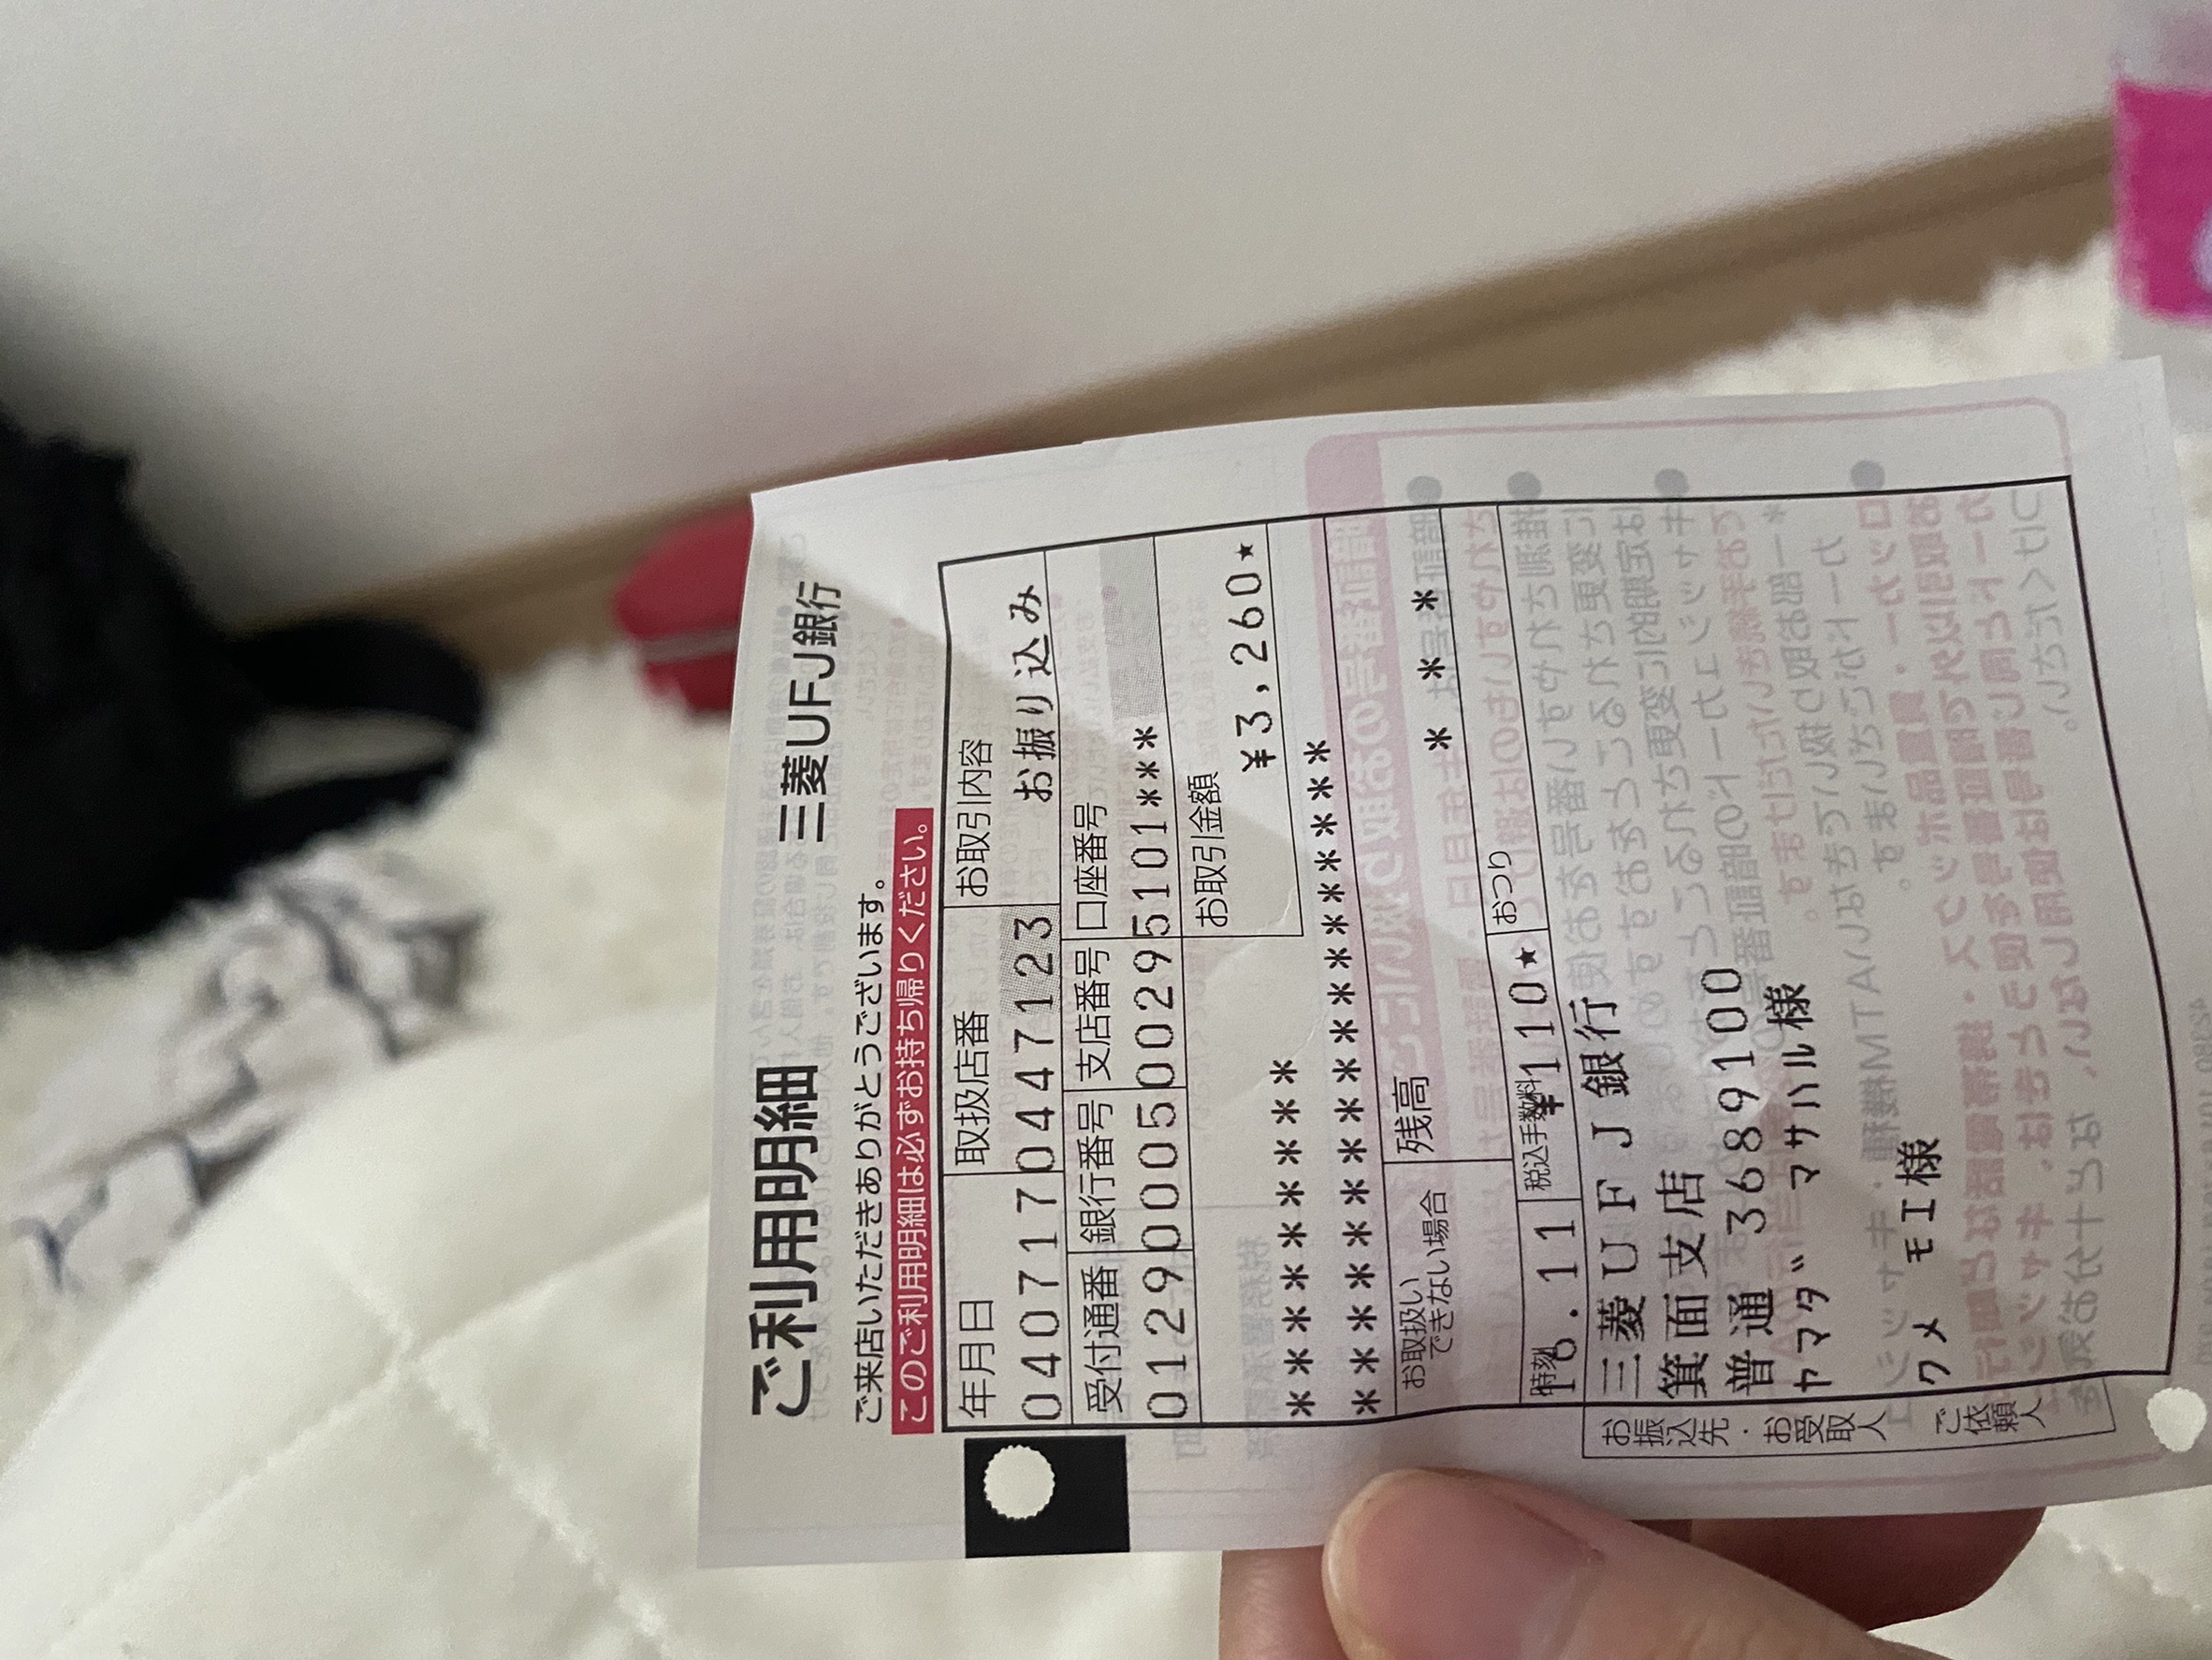 ご利用明細 三菱UFJ銀行
ご来店いただきありがとうございます。
このご利用明細は必ずお持ち帰りください。
年月日 取扱店番 お取引内容
040717 0447123 お振り込み
受付通番 銀行番号 支店番号 口座番号
0129 0005 0029 5101***
お取引金額
¥3,260★
******
***************
お取扱いできない場合 残高
***
時刻 税込手数料 おつり
16.11 ¥110★
お振込先・お受取人
三菱UFJ銀行
箕面支店
普通 3689100
ヤマダ マサハル様
ご依頼人
クメ モエ様